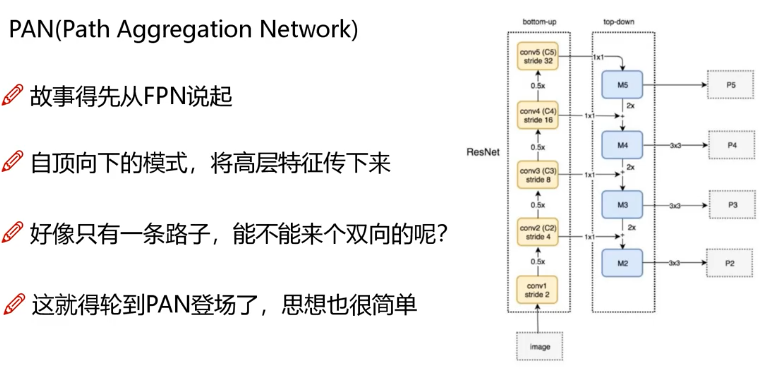 PAN(Path Aggregation Network)
故事得先从FPN说起
自顶向下的模式，将高层特征传下来
好像只有一条路子，能不能来个双向的呢？
这就得轮到PAN登场了，思想也很简单
bottom-up
top-down
conv5 (C5)
stride 32
1x1
M5
P5
0.5x
2x
conv4 (C4)
stride 16
1x1
+
M4
3x3
P4
ResNet
0.5x
2x
conv3 (C3)
stride 8
1x1
+
M3
3x3
P3
0.5x
2x
conv2 (C2)
stride 4
1x1
+
M2
3x3
P2
0.5x
conv1
stride 2
image